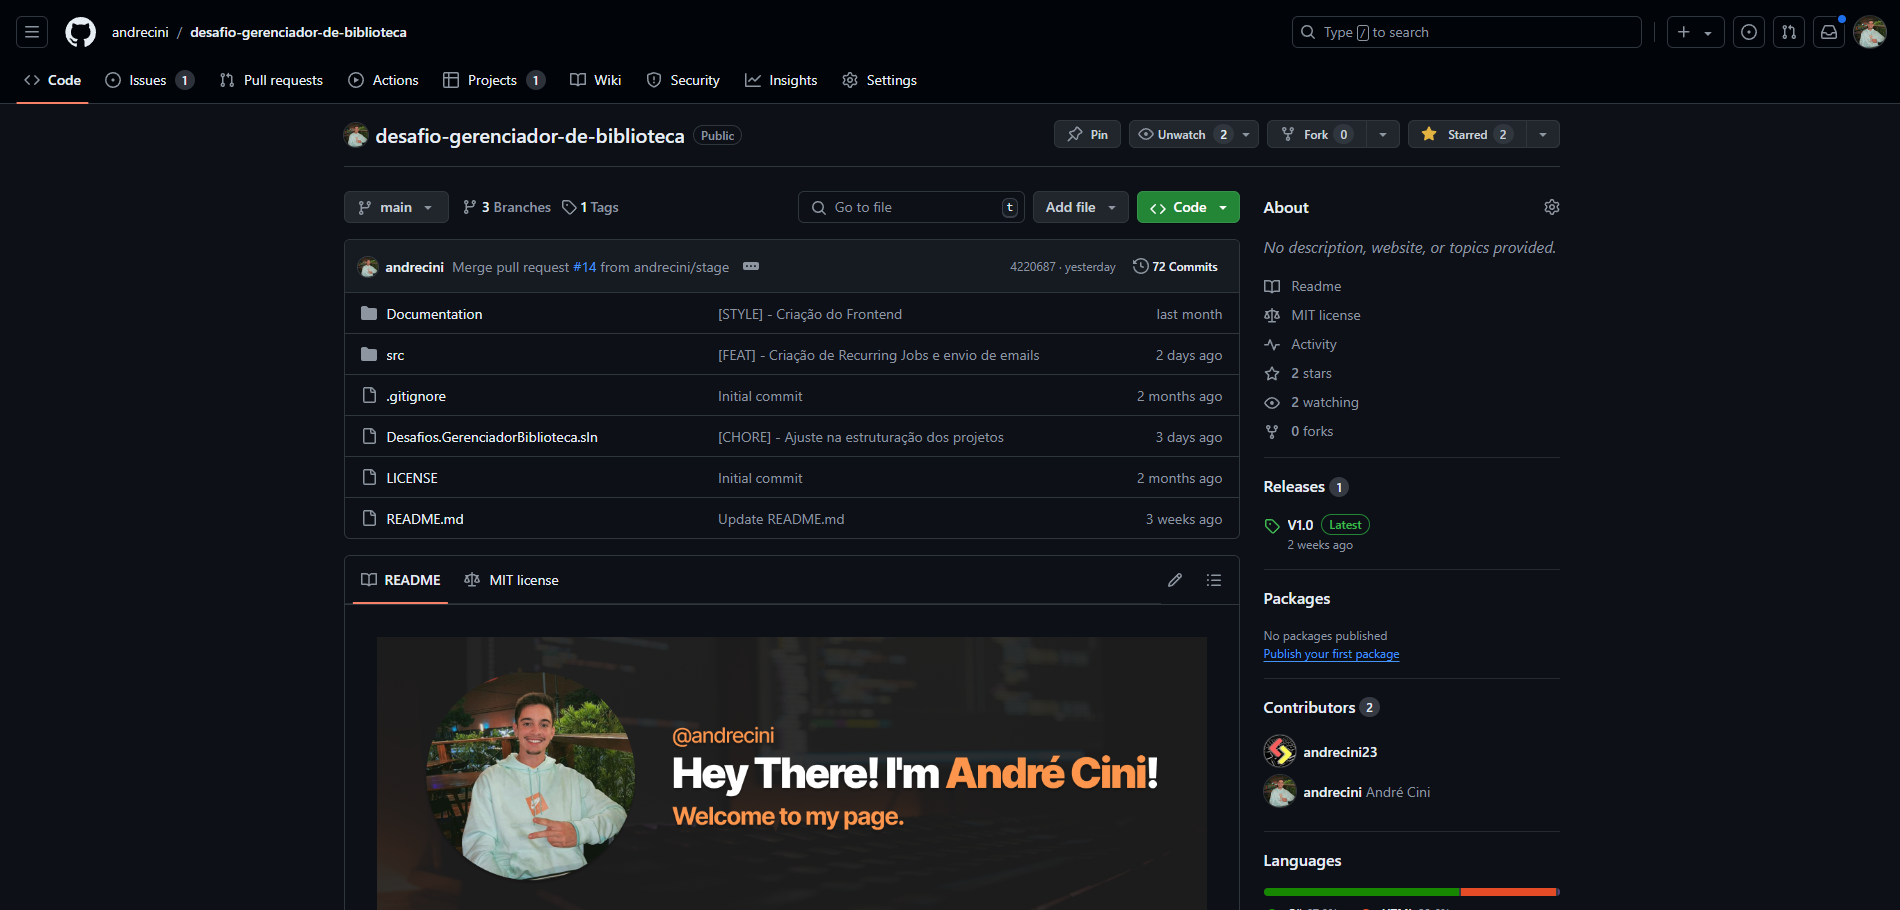 andrecini / desafio-gerenciador-de-biblioteca
Type / to search
Code
Issues 1
Pull requests
Actions
Projects 1
Wiki
Security
Insights
Settings
desafio-gerenciador-de-biblioteca Public
Pin
Unwatch 2
Fork 0
Starred 2
main
3 Branches
1 Tags
Go to file t
Add file
Code
andrecini Merge pull request #14 from andrecini/stage
4220687 · yesterday
72 Commits
Documentation [STYLE] - Criação do Frontend last month
src [FEAT] - Criação de Recurring Jobs e envio de emails 2 days ago
.gitignore Initial commit 2 months ago
Desafios.GerenciadorBiblioteca.sln [CHORE] - Ajuste na estruturação dos projetos 3 days ago
LICENSE Initial commit 2 months ago
README.md Update README.md 3 weeks ago
README
MIT license
@andrecini
Hey There! I'm André Cini!
Welcome to my page.
About
No description, website, or topics provided.
Readme
MIT license
Activity
2 stars
2 watching
0 forks
Releases 1
V1.0 Latest
2 weeks ago
Packages
No packages published
Publish your first package
Contributors 2
andrecini23
andrecini André Cini
Languages